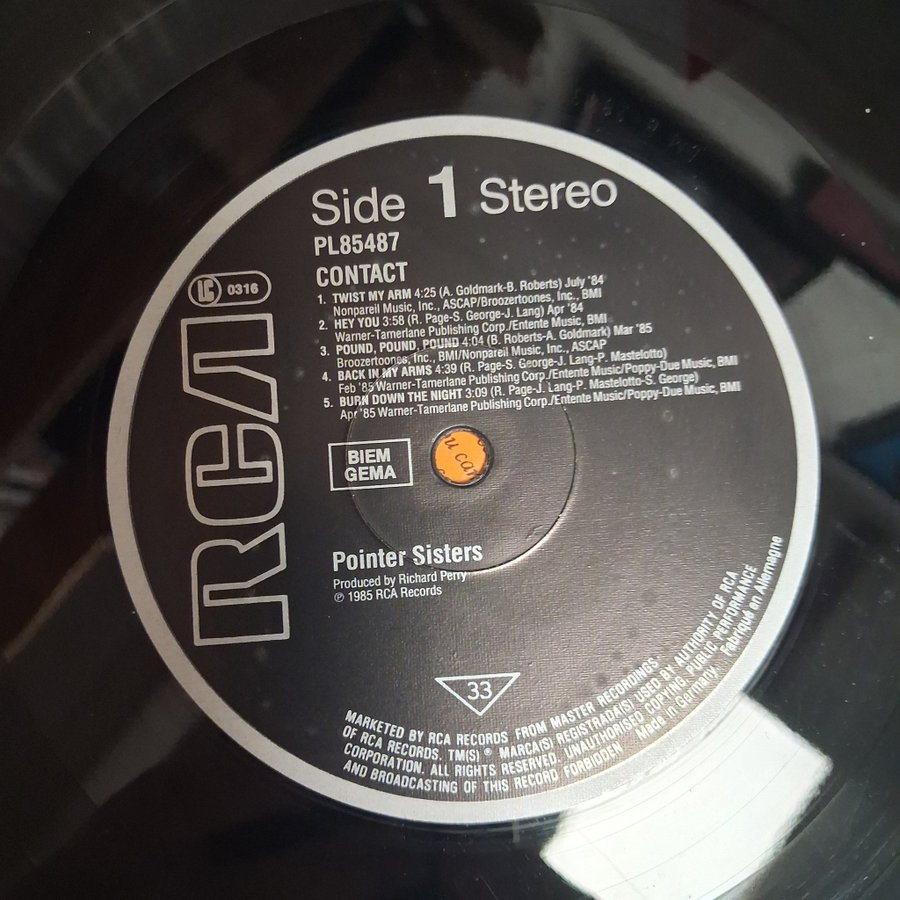 Side 1 Stereo
PL85487
CONTACT
1. TWIST MY ARM 4:25 (A. Goldmark-B. Roberts) July '84
Nonpareil Music, Inc., ASCAP/Broozertoones, Inc., BMI
2. HEY YOU 3:58 (R. Page-S. George-J. Lang) Apr '84
Warner-Tamerlane Publishing Corp./Entente Music, BMI
3. POUND, POUND, POUND 4:04 (B. Roberts-A. Goldmark) Mar '85
Broozertoones, Inc., BMI/Nonpareil Music, Inc., ASCAP
4. BACK IN MY ARMS 4:39 (R. Page-S. George-J. Lang-P. Mastelotto)
Feb '85 Warner-Tamerlane Publishing Corp./Entente Music/Poppy-Due Music, BMI
5. BURN DOWN THE NIGHT 3:09 (R. Page-J. Lang-P. Mastelotto-S. George)
Apr '85 Warner-Tamerlane Publishing Corp./Entente Music/Poppy-Due Music, BMI
LC 0316
RCA
BIEM
GEMA
u can
Pointer Sisters
Produced by Richard Perry
℗ 1985 RCA Records
33
MARKETED BY RCA RECORDS. FROM MASTER RECORDINGS
OF RCA RECORDS. TM(S) ® MARCA(S) REGISTRADA(S) USED BY AUTHORITY OF RCA
CORPORATION. ALL RIGHTS RESERVED. UNAUTHORISED COPYING PUBLIC PERFORMANCE
AND BROADCASTING OF THIS RECORD FORBIDDEN Made in Germany. Fabriqué en Allemagne